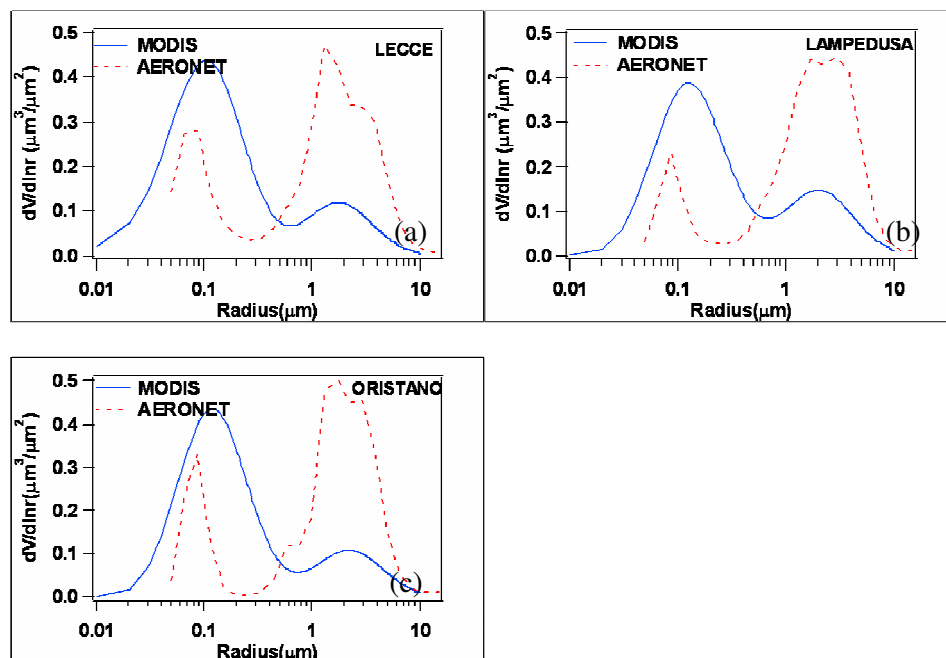 0.5
0.4
0.3
0.2
0.1
0.0
dV/dlnr (μm³/μm²)
MODIS
AERONET
LECCE
(a)
0.01
0.1
1
10
Radius(μm)
0.5
0.4
0.3
0.2
0.1
0.0
dV/dlnr (μm³/μm²)
MODIS
AERONET
LAMPEDUSA
(b)
0.01
0.1
1
10
Radius(μm)
0.5
0.4
0.3
0.2
0.1
0.0
dV/dlnr(μm³/μm²)
MODIS
AERONET
ORISTANO
(c)
0.01
0.1
1
10
Radius(μm)